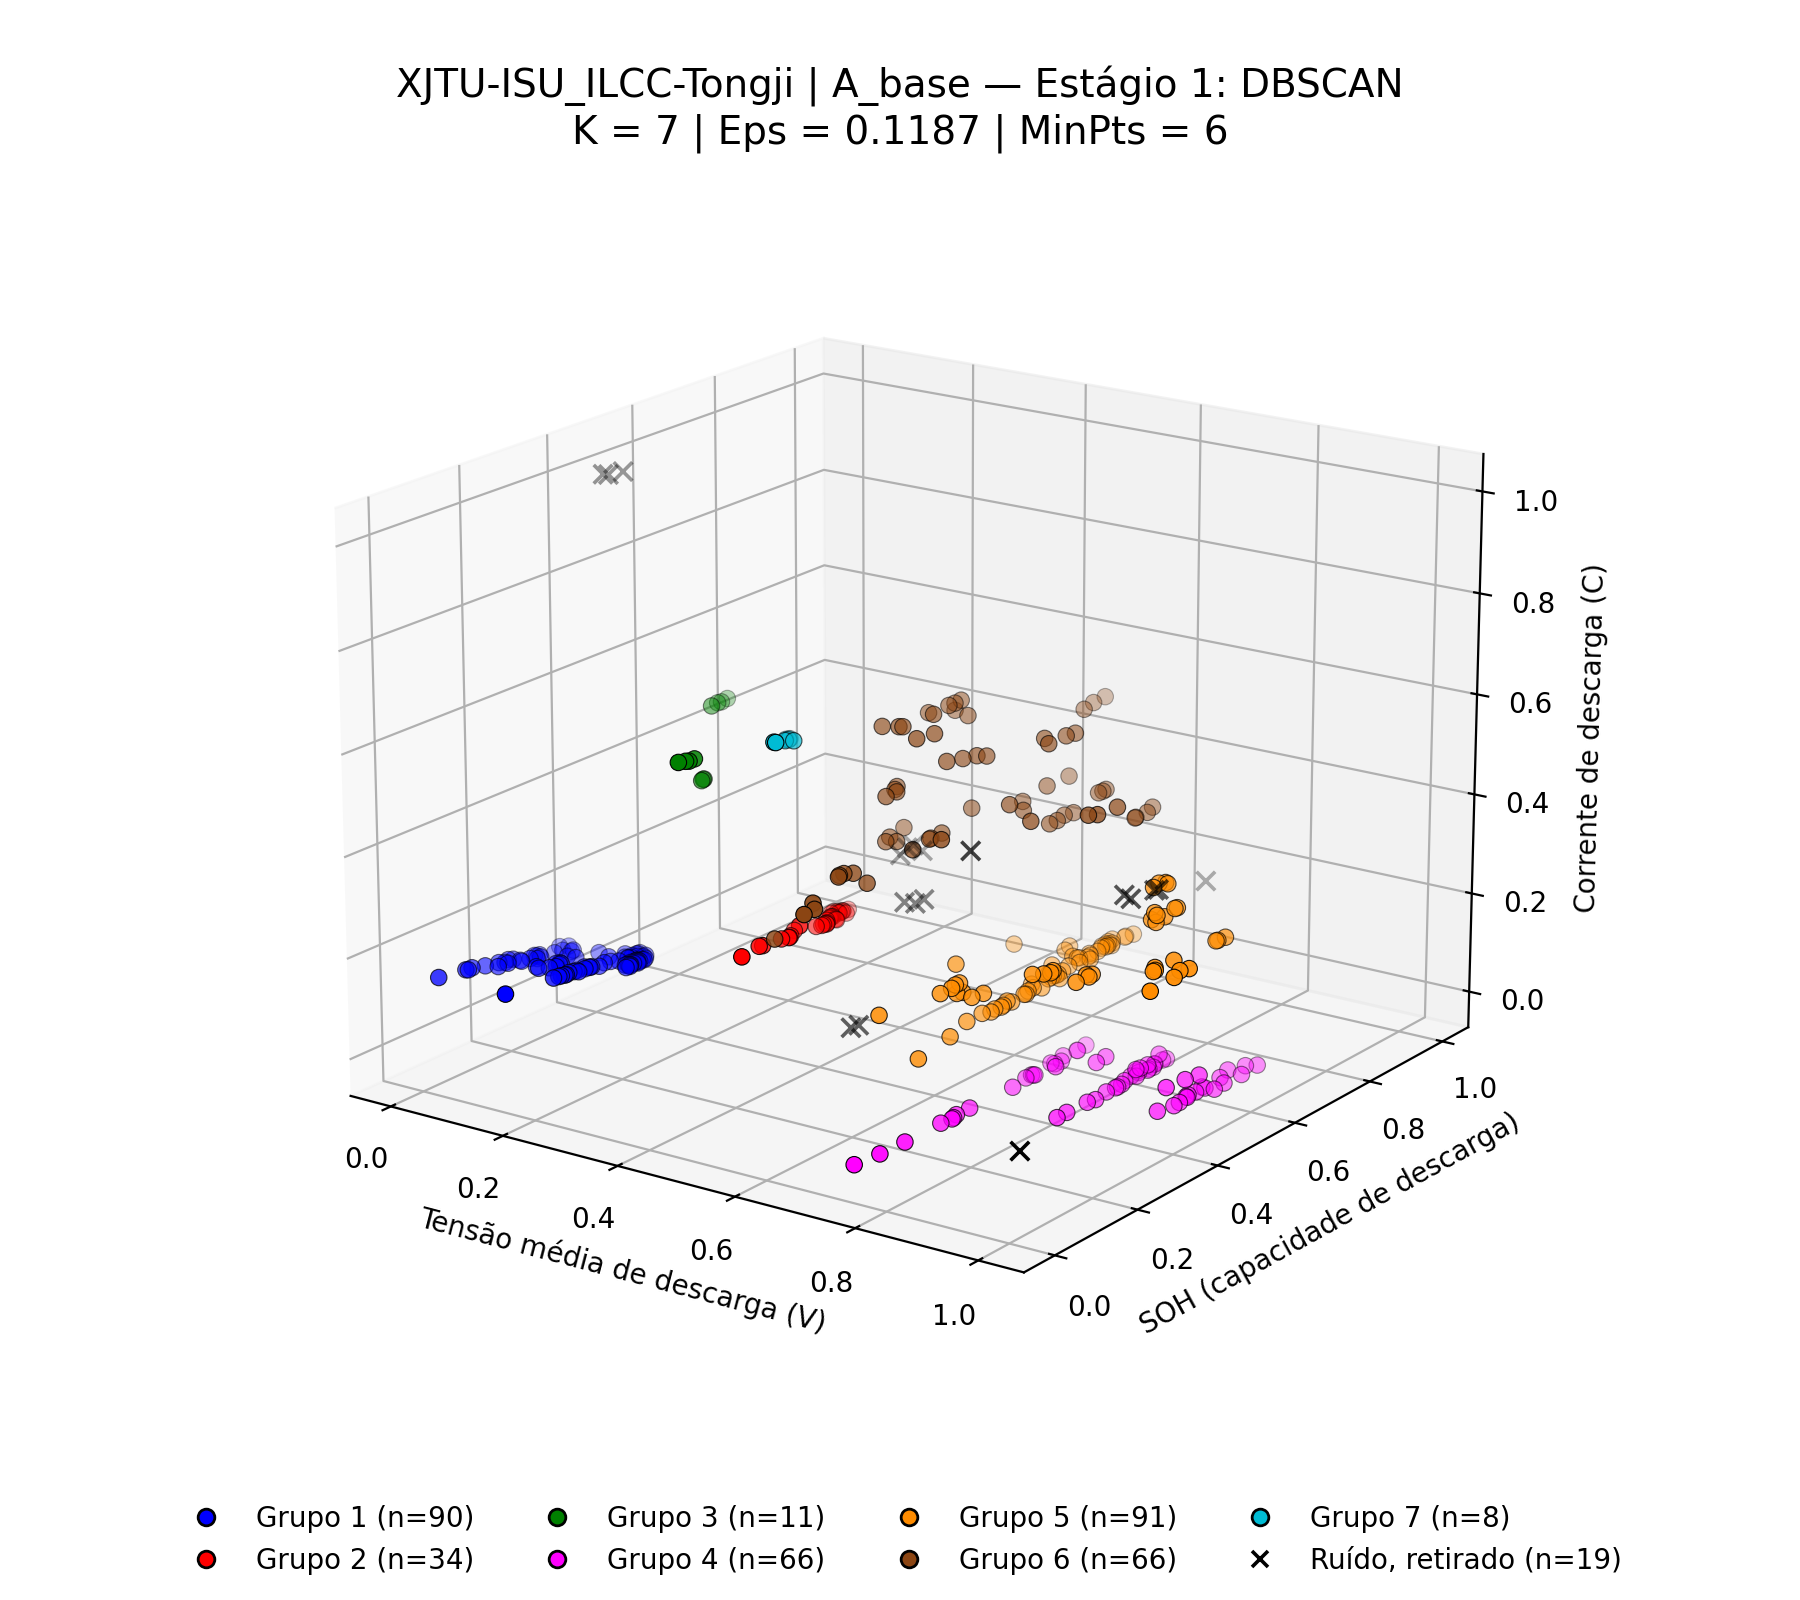 XJTU-ISU_ILCC-Tongji | A_base — Estágio 1: DBSCAN
K = 7 | Eps = 0.1187 | MinPts = 6
1.0
0.8
0.6
0.4
0.2
0.0
Corrente de descarga (C)
0.0
0.2
0.4
0.6
0.8
1.0
Tensão média de descarga (V)
0.0
0.2
0.4
0.6
0.8
1.0
SOH (capacidade de descarga)
Grupo 1 (n=90)
Grupo 2 (n=34)
Grupo 3 (n=11)
Grupo 4 (n=66)
Grupo 5 (n=91)
Grupo 6 (n=66)
Grupo 7 (n=8)
Ruído, retirado (n=19)